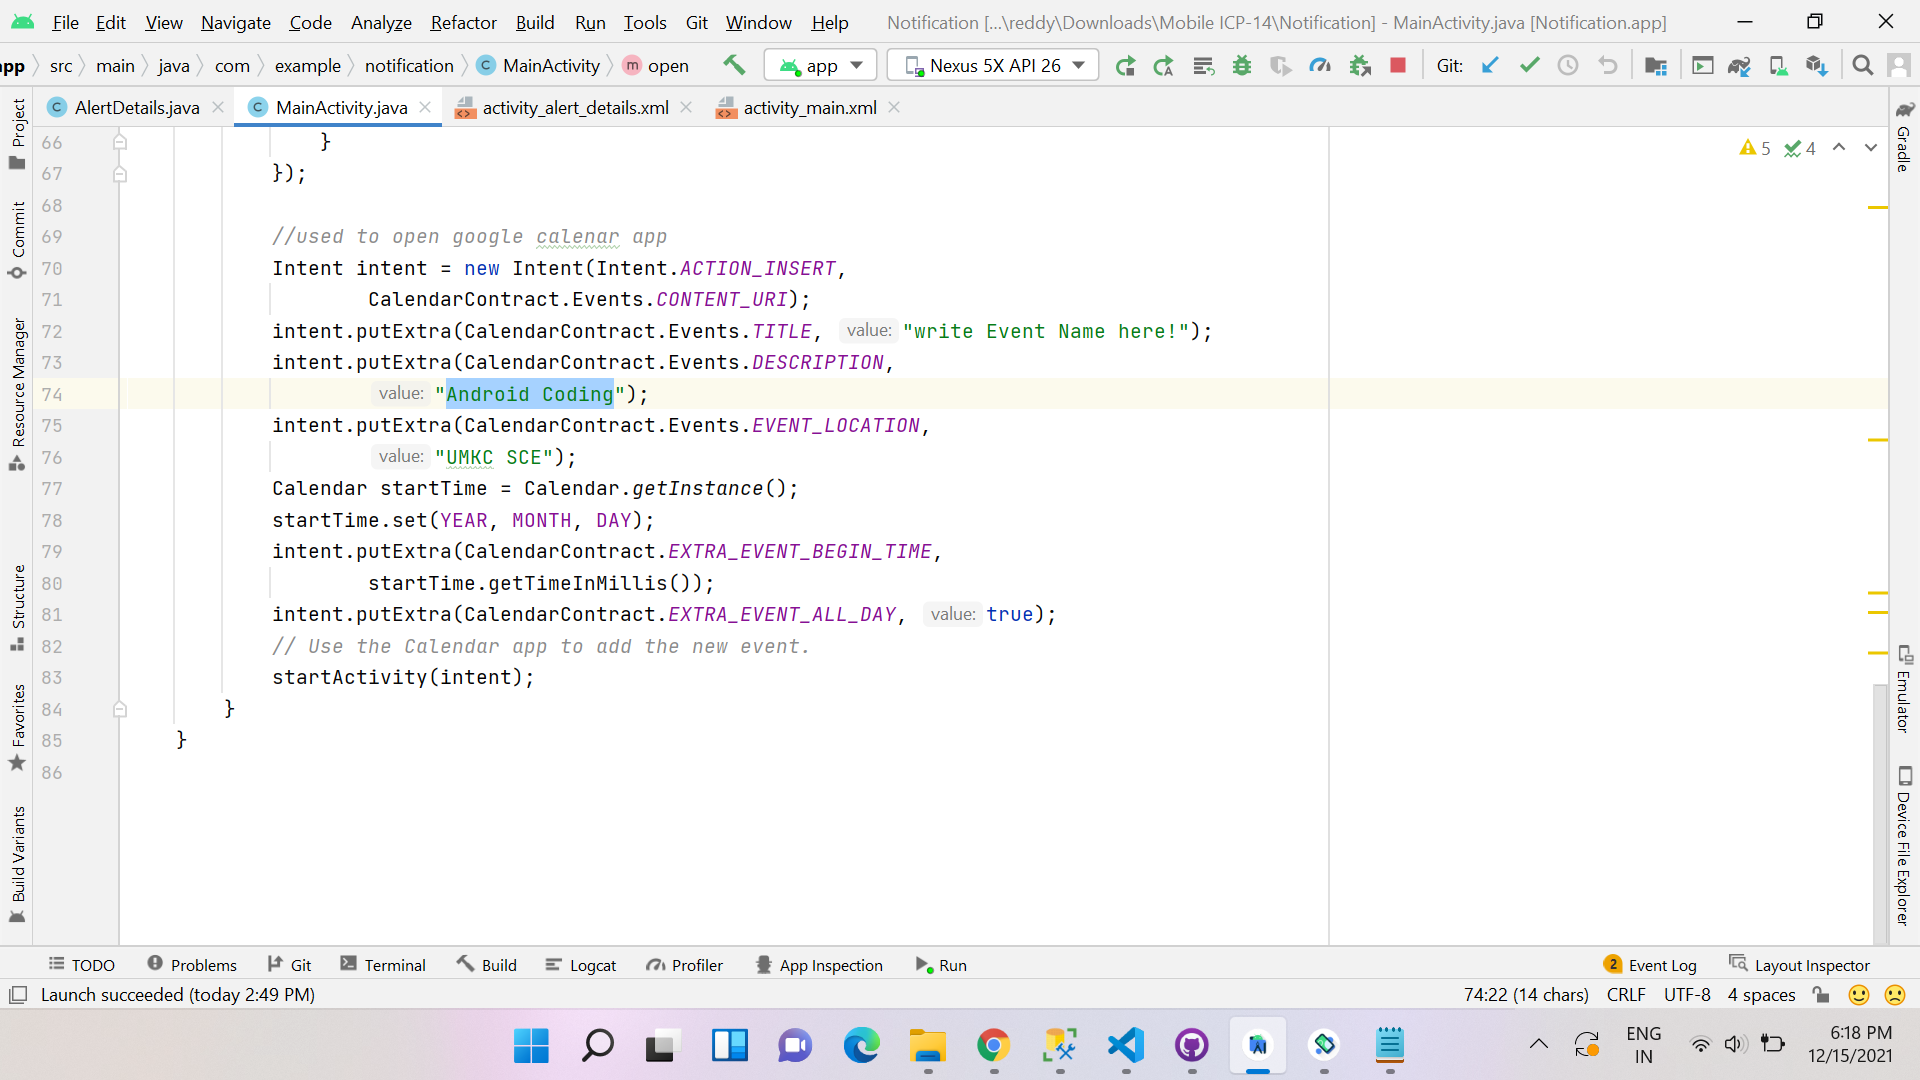 File Edit View Navigate Code Analyze Refactor Build Run Tools Git Window Help Notification [...\reddy\Downloads\Mobile ICP-14\Notification] - MainActivity.java [Notification.app]
app src main java com example notification C MainActivity m open app Nexus 5X API 26 Git:
C AlertDetails.java C MainActivity.java activity_alert_details.xml activity_main.xml
5 4
66 }
67 });
68
69 //used to open google calenar app
70 Intent intent = new Intent(Intent.ACTION_INSERT,
71 CalendarContract.Events.CONTENT_URI);
72 intent.putExtra(CalendarContract.Events.TITLE, value: "write Event Name here!");
73 intent.putExtra(CalendarContract.Events.DESCRIPTION,
74 value: "Android Coding");
75 intent.putExtra(CalendarContract.Events.EVENT_LOCATION,
76 value: "UMKC SCE");
77 Calendar startTime = Calendar.getInstance();
78 startTime.set(YEAR, MONTH, DAY);
79 intent.putExtra(CalendarContract.EXTRA_EVENT_BEGIN_TIME,
80 startTime.getTimeInMillis());
81 intent.putExtra(CalendarContract.EXTRA_EVENT_ALL_DAY, value: true);
82 // Use the Calendar app to add the new event.
83 startActivity(intent);
84 }
85 }
86
Project
Commit
Resource Manager
Structure
Favorites
Build Variants
Gradle
Emulator
Device File Explorer
TODO Problems Git Terminal Build Logcat Profiler App Inspection Run 2 Event Log Layout Inspector
Launch succeeded (today 2:49 PM) 74:22 (14 chars) CRLF UTF-8 4 spaces
ENG
IN
6:18 PM
12/15/2021